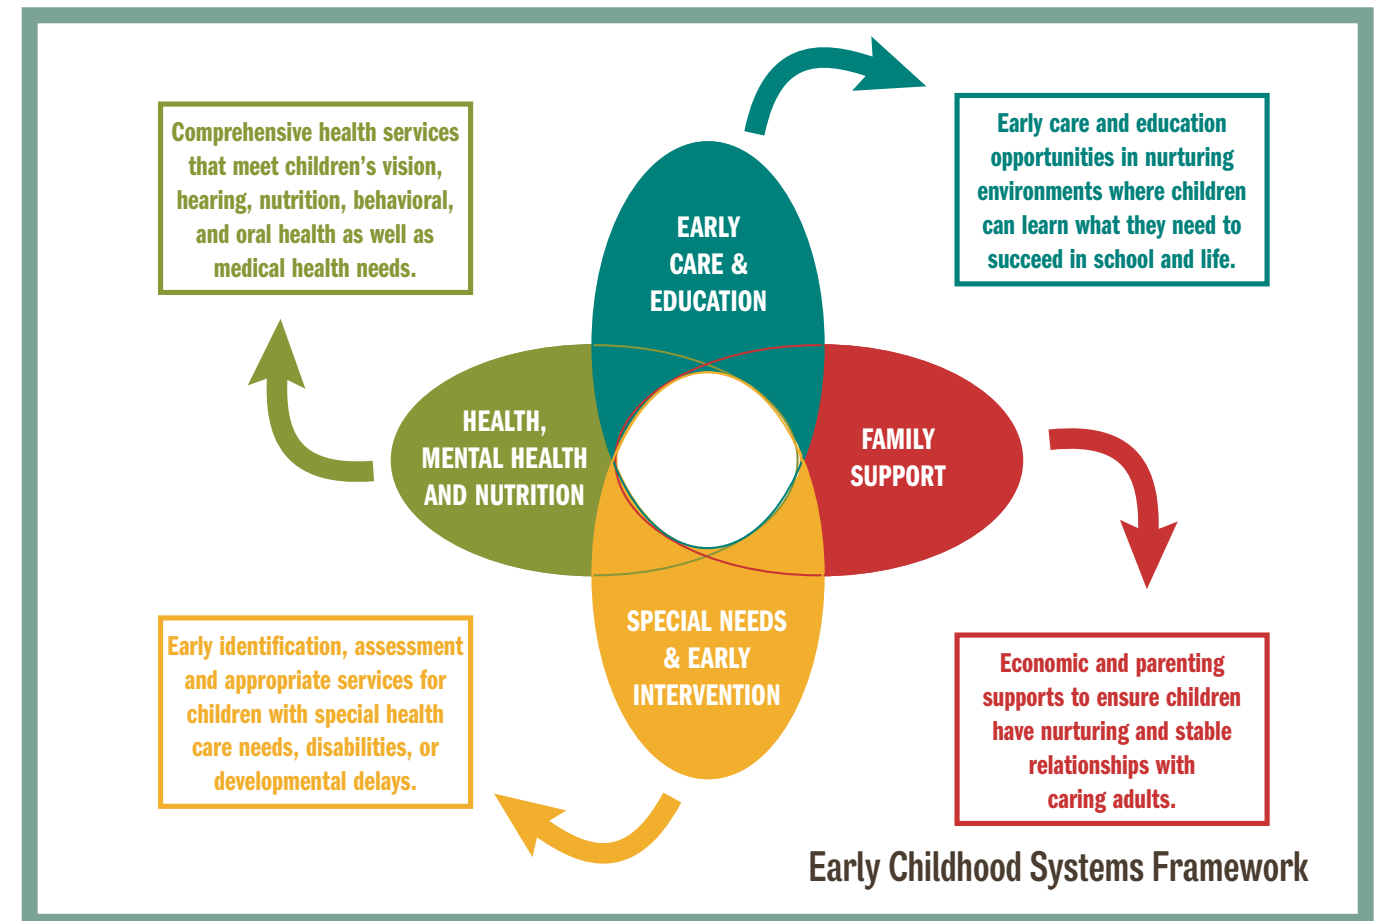 Comprehensive health services
that meet children’s vision,
hearing, nutrition, behavioral,
and oral health as well as
medical health needs.
Early care and education
opportunities in nurturing
environments where children
can learn what they need to
succeed in school and life.
EARLY
CARE &
EDUCATION
HEALTH,
MENTAL HEALTH
AND NUTRITION
FAMILY
SUPPORT
SPECIAL NEEDS
& EARLY
INTERVENTION
Early identification, assessment
and appropriate services for
children with special health
care needs, disabilities, or
developmental delays.
Economic and parenting
supports to ensure children
have nurturing and stable
relationships with
caring adults.
Early Childhood Systems Framework